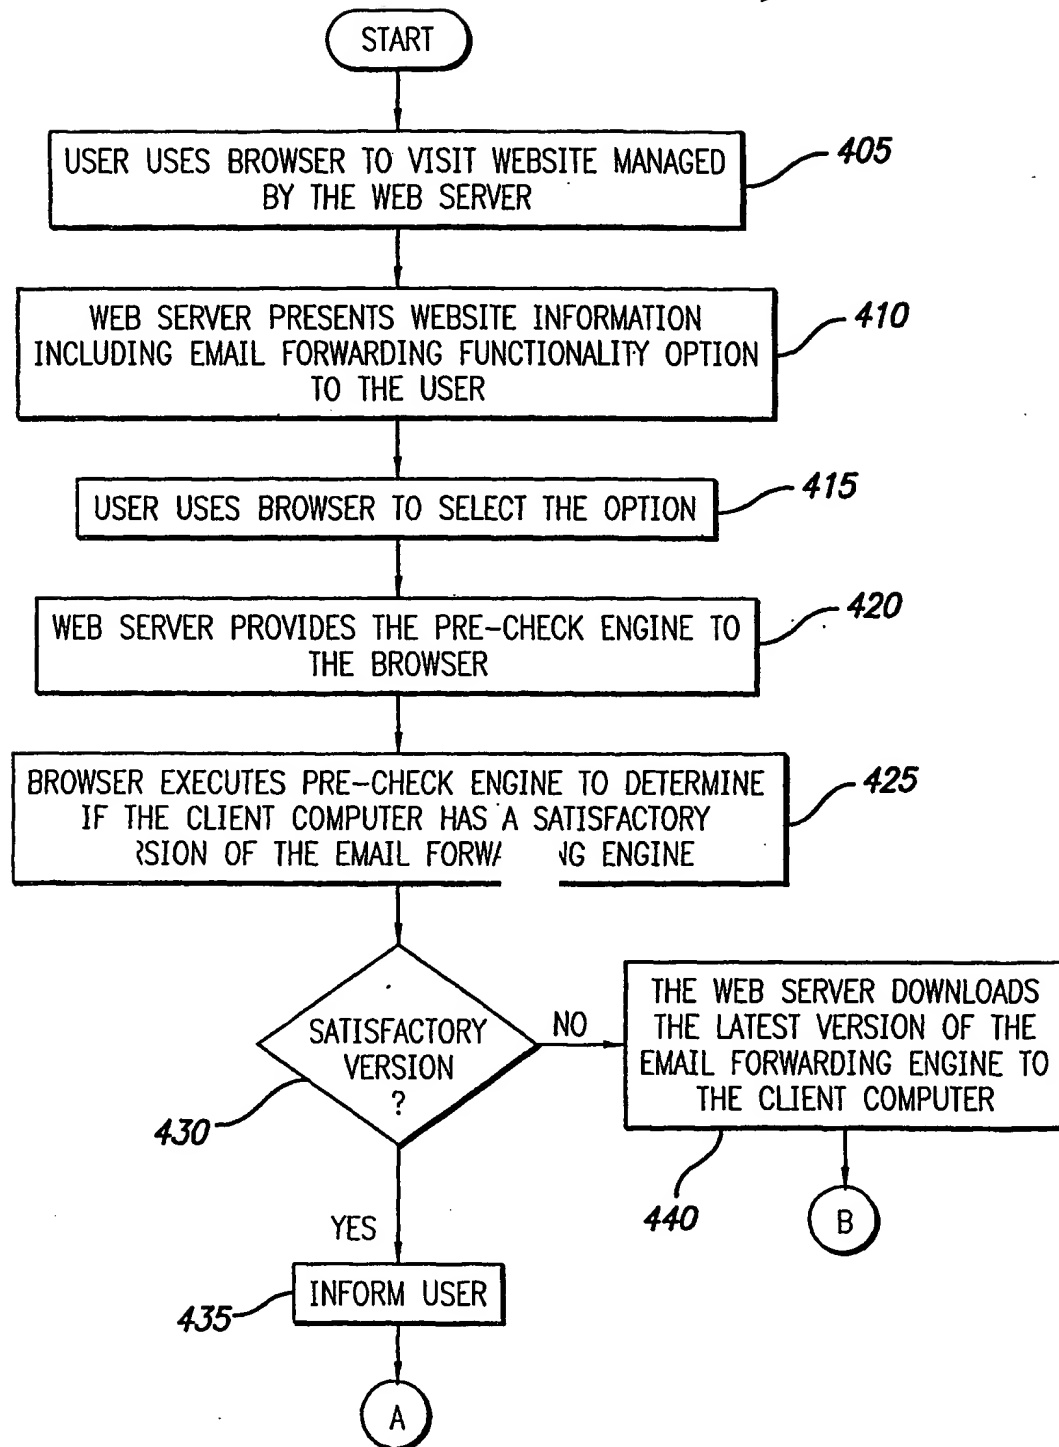 START
USER USES BROWSER TO VISIT WEBSITE MANAGED
BY THE WEB SERVER
405
WEB SERVER PRESENTS WEBSITE INFORMATION
INCLUDING EMAIL FORWARDING FUNCTIONALITY OPTION
TO THE USER
410
USER USES BROWSER TO SELECT THE OPTION
415
WEB SERVER PROVIDES THE PRE-CHECK ENGINE TO
THE BROWSER
420
BROWSER EXECUTES PRE-CHECK ENGINE TO DETERMINE
IF THE CLIENT COMPUTER HAS A SATISFACTORY
OF THE EMAIL ENGINE
425
SATISFACTORY
VERSION
?
430
NO
THE WEB SERVER DOWNLOADS
THE LATEST VERSION OF THE
EMAIL FORWARDING ENGINE TO
THE CLIENT COMPUTER
440
B
YES
INFORM USER
435
A